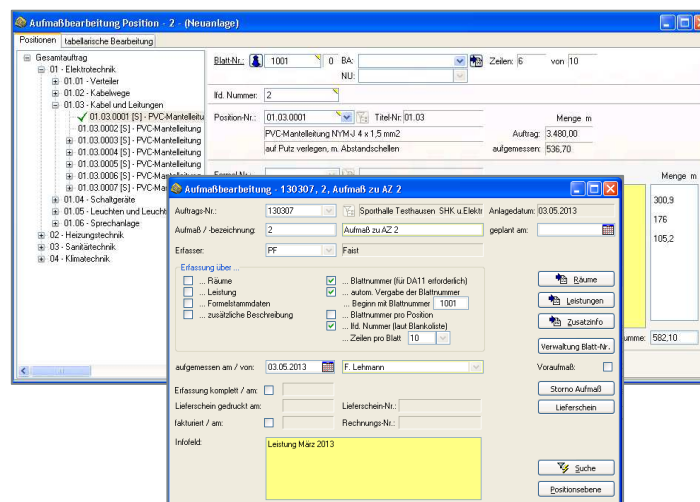 Aufmaßbearbeitung Position - 2 - (Neuanlage)
Positionen tabellarische Bearbeitung
Gesamtauftrag
01 - Elektrotechnik
01.01 - Verteiler
01.02 - Kabelwege
01.03 - Kabel und Leitungen
01.03.0001 [S] - PVC-Mantelleitu
01.03.0002 [S] - PVC-Mantelleitung
01.03.0003 [S] - PVC-Mantelleitung
01.03.0004 [S] - PVC-Mantelleitung
01.03.0005 [S] - PVC-Mantelleitung
01.03.0006 [S] - PVC-Mantelleitung
01.03.0007 [S] - PVC-Ma
01.04 - Schaltgeräte
01.05 - Leuchten und Leucht
01.06 - Sprechanlage
02 - Heizungstechnik
03 - Sanitärtechnik
04 - Klimatechnik
Blatt-Nr.: 1001 0 BA: Zeilen: 6 von 10
NU:
lfd. Nummer: 2
Position-Nr.: 01.03.0001 Titel-Nr: 01.03 Menge m
PVC-Mantelleitung NYM-J 4 x 1,5 mm2 Auftrag: 3.480,00
auf Putz verlegen, m. Abstandschellen aufgemessen: 536,70
Menge m
300,9
176
105,2
umme: 582,10
Aufmaßbearbeitung - 130307, 2, Aufmaß zu AZ 2
Auftrags-Nr.: 130307 Sporthalle Testhausen SHK u.Elektr Anlagedatum: 03.05.2013
Aufmaß / -bezeichnung: 2 Aufmaß zu AZ 2 geplant am:
Erfasser: PF Faist
Erfassung über ...
... Räume ... Blattnummer (für DA11 erforderlich)
... Leistung ... autom. Vergabe der Blattnummer
... Formelstammdaten ... Beginn mit Blattnummer 1001
... zusätzliche Beschreibung ... Blattnummer pro Position
... lfd. Nummer (laut Blankoliste)
... Zeilen pro Blatt 10
Räume
Leistungen
Zusatzinfo
Verwaltung Blatt-Nr.
aufgemessen am / von: 03.05.2013 F. Lehmann Voraufmaß:
Erfassung komplett / am: Storno Aufmaß
Lieferschein gedruckt am: Lieferschein-Nr.: Lieferschein
fakturiert / am: Rechnungs-Nr.:
Infofeld: Leistung März 2013
Suche
Positionsebene